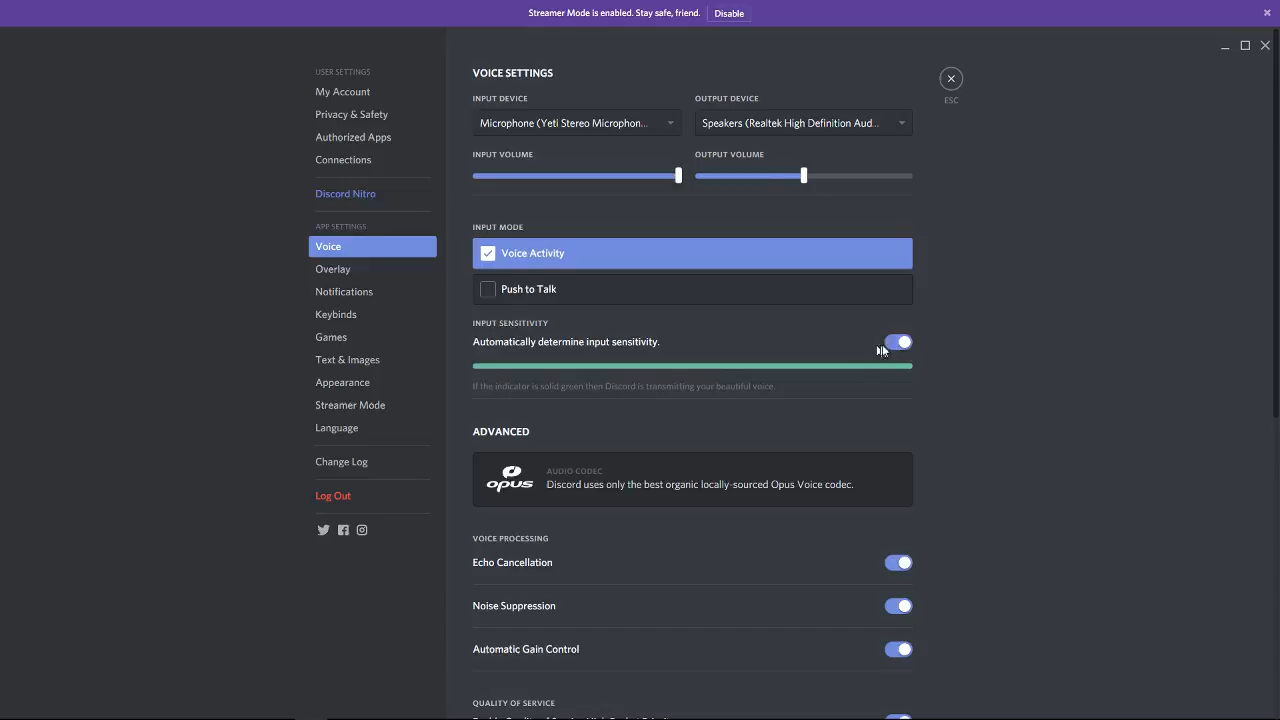 Streamer Mode is enabled. Stay safe, friend. Disable
USER SETTINGS
My Account
Privacy & Safety
Authorized Apps
Connections
Discord Nitro
APP SETTINGS
Voice
Overlay
Notifications
Keybinds
Games
Text & Images
Appearance
Streamer Mode
Language
Change Log
Log Out
VOICE SETTINGS
INPUT DEVICE
Microphone (Yeti Stereo Microphon...
OUTPUT DEVICE
Speakers (Realtek High Definition Aud...
INPUT VOLUME
OUTPUT VOLUME
INPUT MODE
Voice Activity
Push to Talk
INPUT SENSITIVITY
Automatically determine input sensitivity.
If the indicator is solid green then Discord is transmitting your beautiful voice.
ADVANCED
opus
AUDIO CODEC
Discord uses only the best organic locally-sourced Opus Voice codec.
VOICE PROCESSING
Echo Cancellation
Noise Suppression
Automatic Gain Control
QUALITY OF SERVICE
ESC